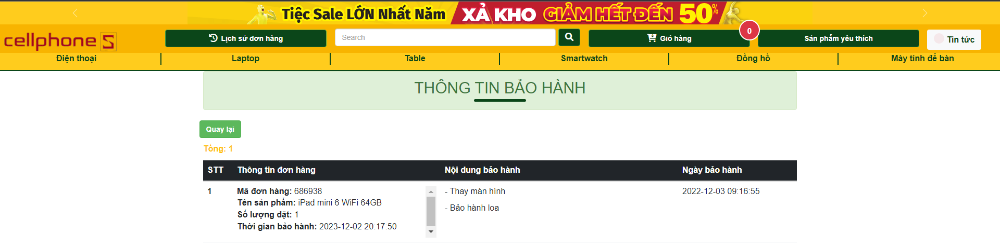 Tiệc Sale LỚN Nhất Năm XẢ KHO GIẢM HẾT ĐẾN 50%
cellphone S
Lịch sử đơn hàng
Search
Giỏ hàng
0
Sản phẩm yêu thích
Tin tức
Điện thoại
Laptop
Table
Smartwatch
Đồng hồ
Máy tính để bàn
THÔNG TIN BẢO HÀNH
Quay lại
Tổng: 1
STT Thông tin đơn hàng Nội dung bảo hành Ngày bảo hành
1
Mã đơn hàng: 686938
Tên sản phẩm: iPad mini 6 WiFi 64GB
Số lượng đặt: 1
Thời gian bảo hành: 2023-12-02 20:17:50
- Thay màn hình
- Bảo hành loa
2022-12-03 09:16:55